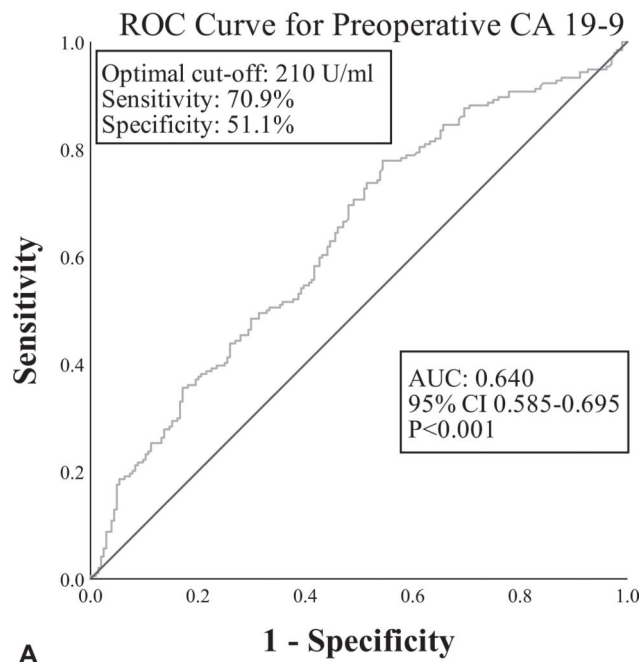 ROC Curve for Preoperative CA 19-9
Optimal cut-off: 210 U/ml
Sensitivity: 70.9%
Specificity: 51.1%
1.0
0.8
0.6
0.4
0.2
0.0
Sensitivity
AUC: 0.640
95% CI 0.585-0.695
P<0.001
0.0 0.2 0.4 0.6 0.8 1.0
1 - Specificity
A